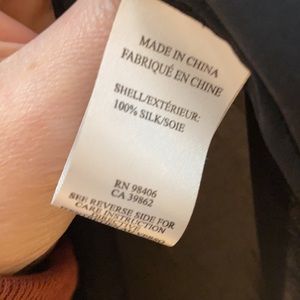 MADE IN CHINA
FABRIQUÉ EN CHINE
SHELL/EXTÉRIEUR:
100% SILK/SOIE
RN 98406
CA 39862
SEE REVERSE SIDE FOR
CARE INSTRUCTION